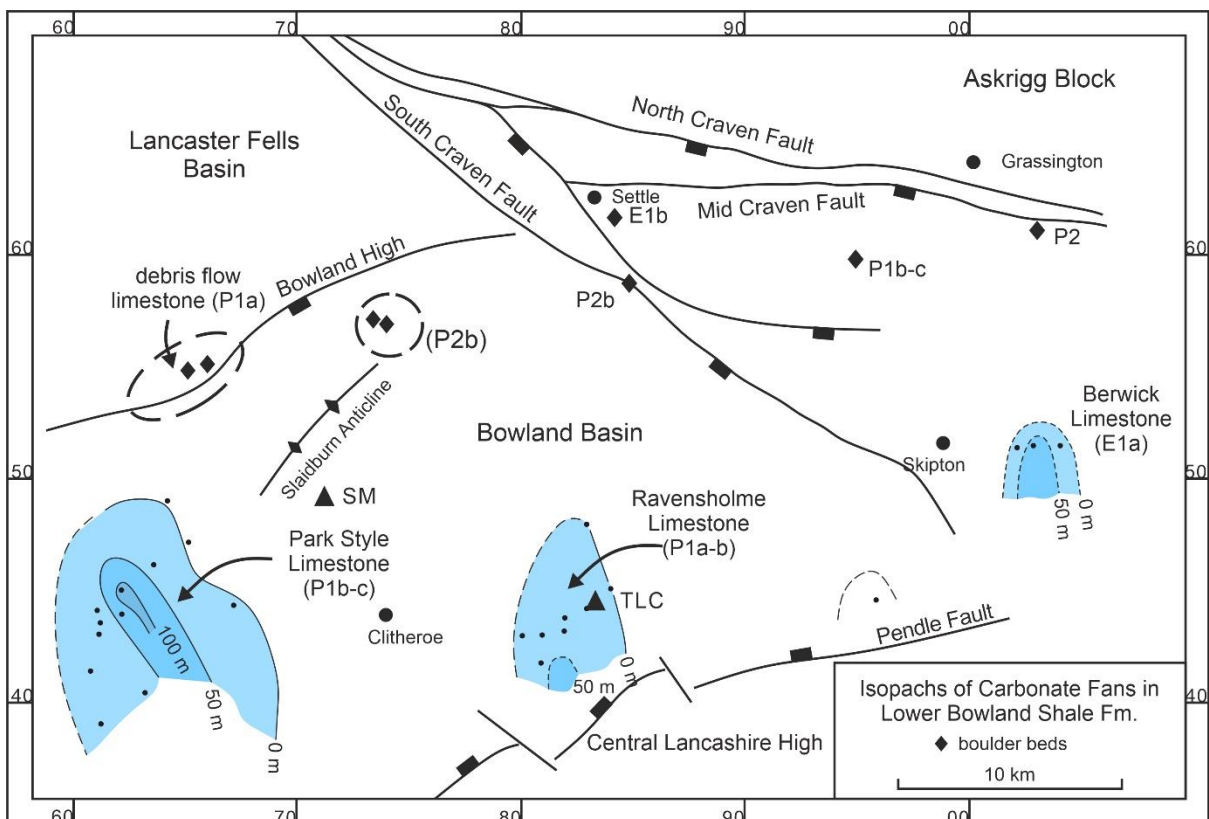 60 70 80 90 00
60
50
40
60
50
40
Askrigg Block
North Craven Fault
Grassington
Lancaster Fells
Basin
South Craven Fault
Settle
E1b
Mid Craven Fault
P2
P1b-c
P2b
Bowland High
debris flow
limestone (P1a)
(P2b)
Slaidburn Anticline
Bowland Basin
Berwick
Limestone
(E1a)
Skipton
50 m
0 m
SM
Park Style
Limestone
(P1b-c)
100 m
50 m
0 m
Clitheroe
Ravensholme
Limestone
(P1a-b)
TLC
50 m
0 m
Pendle Fault
Central Lancashire High
Isopachs of Carbonate Fans in
Lower Bowland Shale Fm.
boulder beds
10 km
60 70 80 90 00